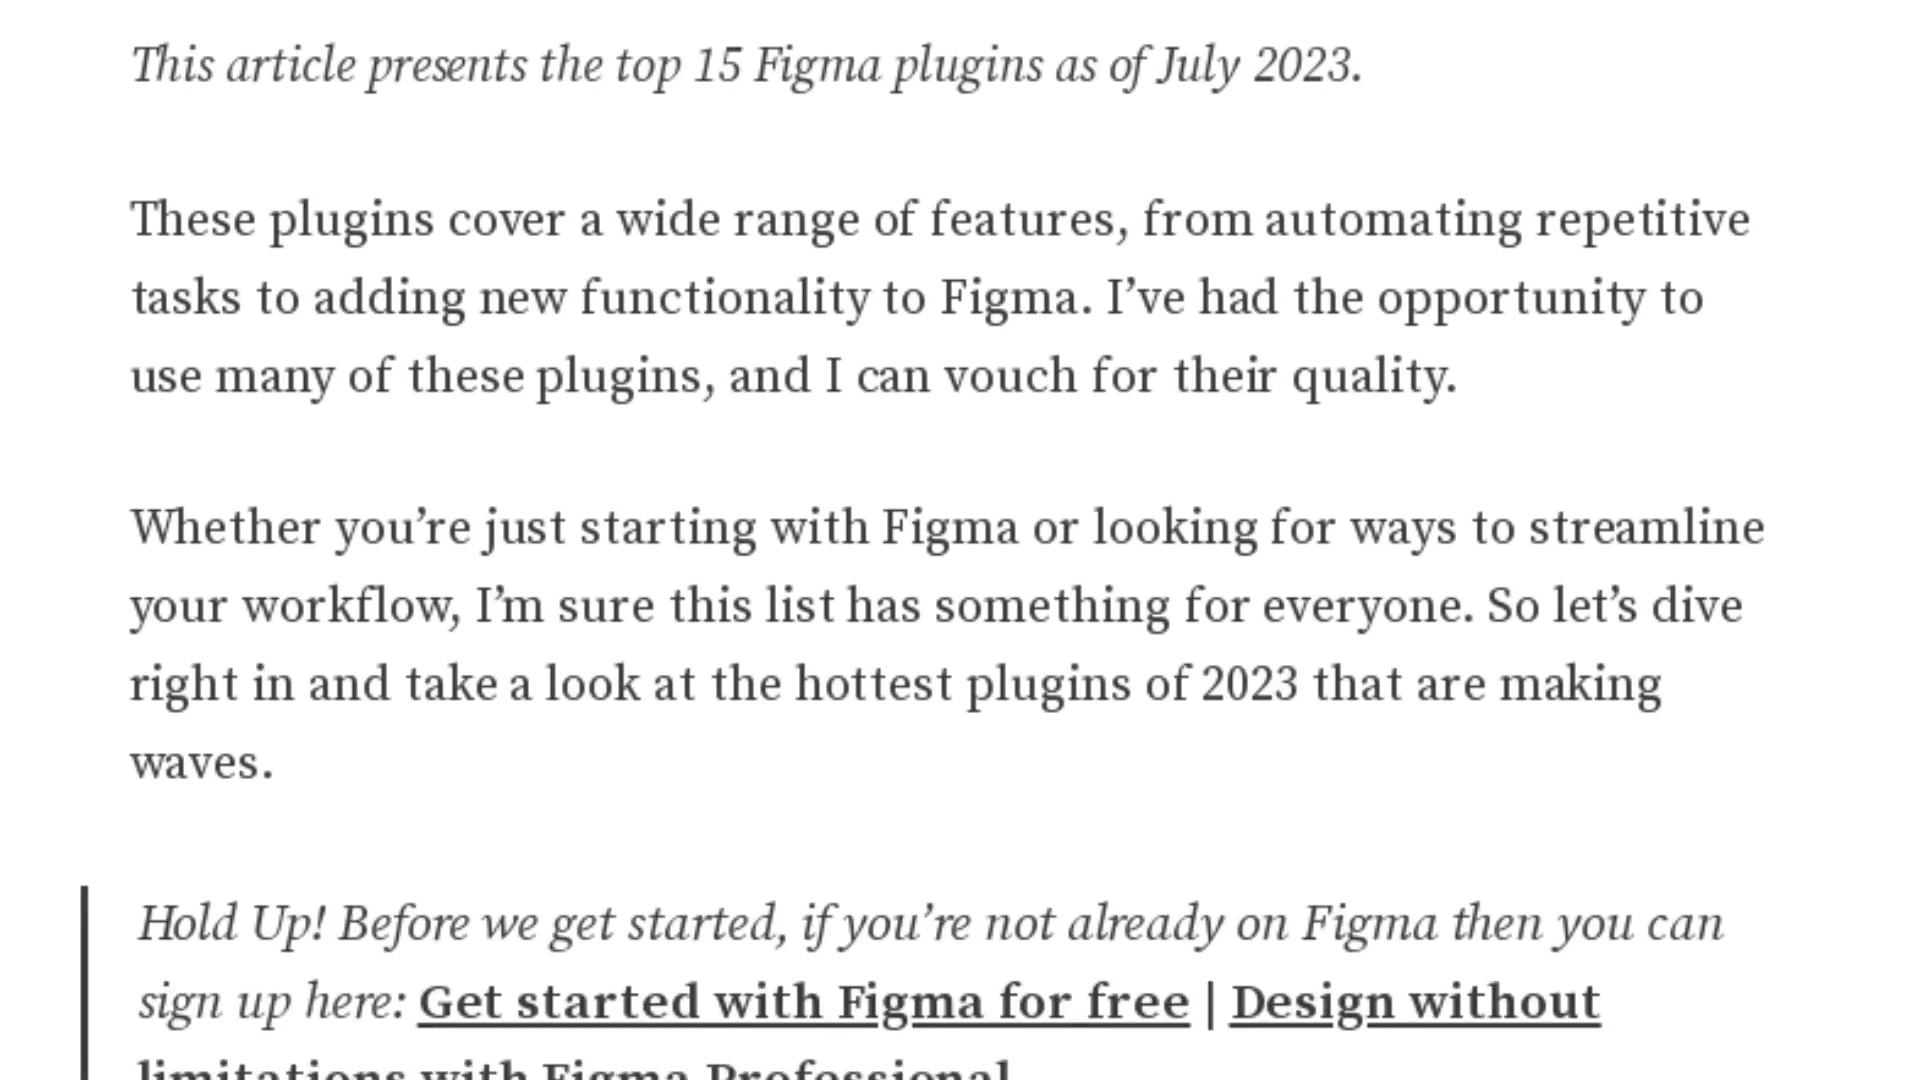 This article presents the top 15 Figma plugins as of July 2023.
These plugins cover a wide range of features, from automating repetitive
tasks to adding new functionality to Figma. I’ve had the opportunity to
use many of these plugins, and I can vouch for their quality.
Whether you’re just starting with Figma or looking for ways to streamline
your workflow, I’m sure this list has something for everyone. So let’s dive
right in and take a look at the hottest plugins of 2023 that are making
waves.
Hold Up! Before we get started, if you’re not already on Figma then you can
sign up here: Get started with Figma for free | Design without
limitations with Figma Professional